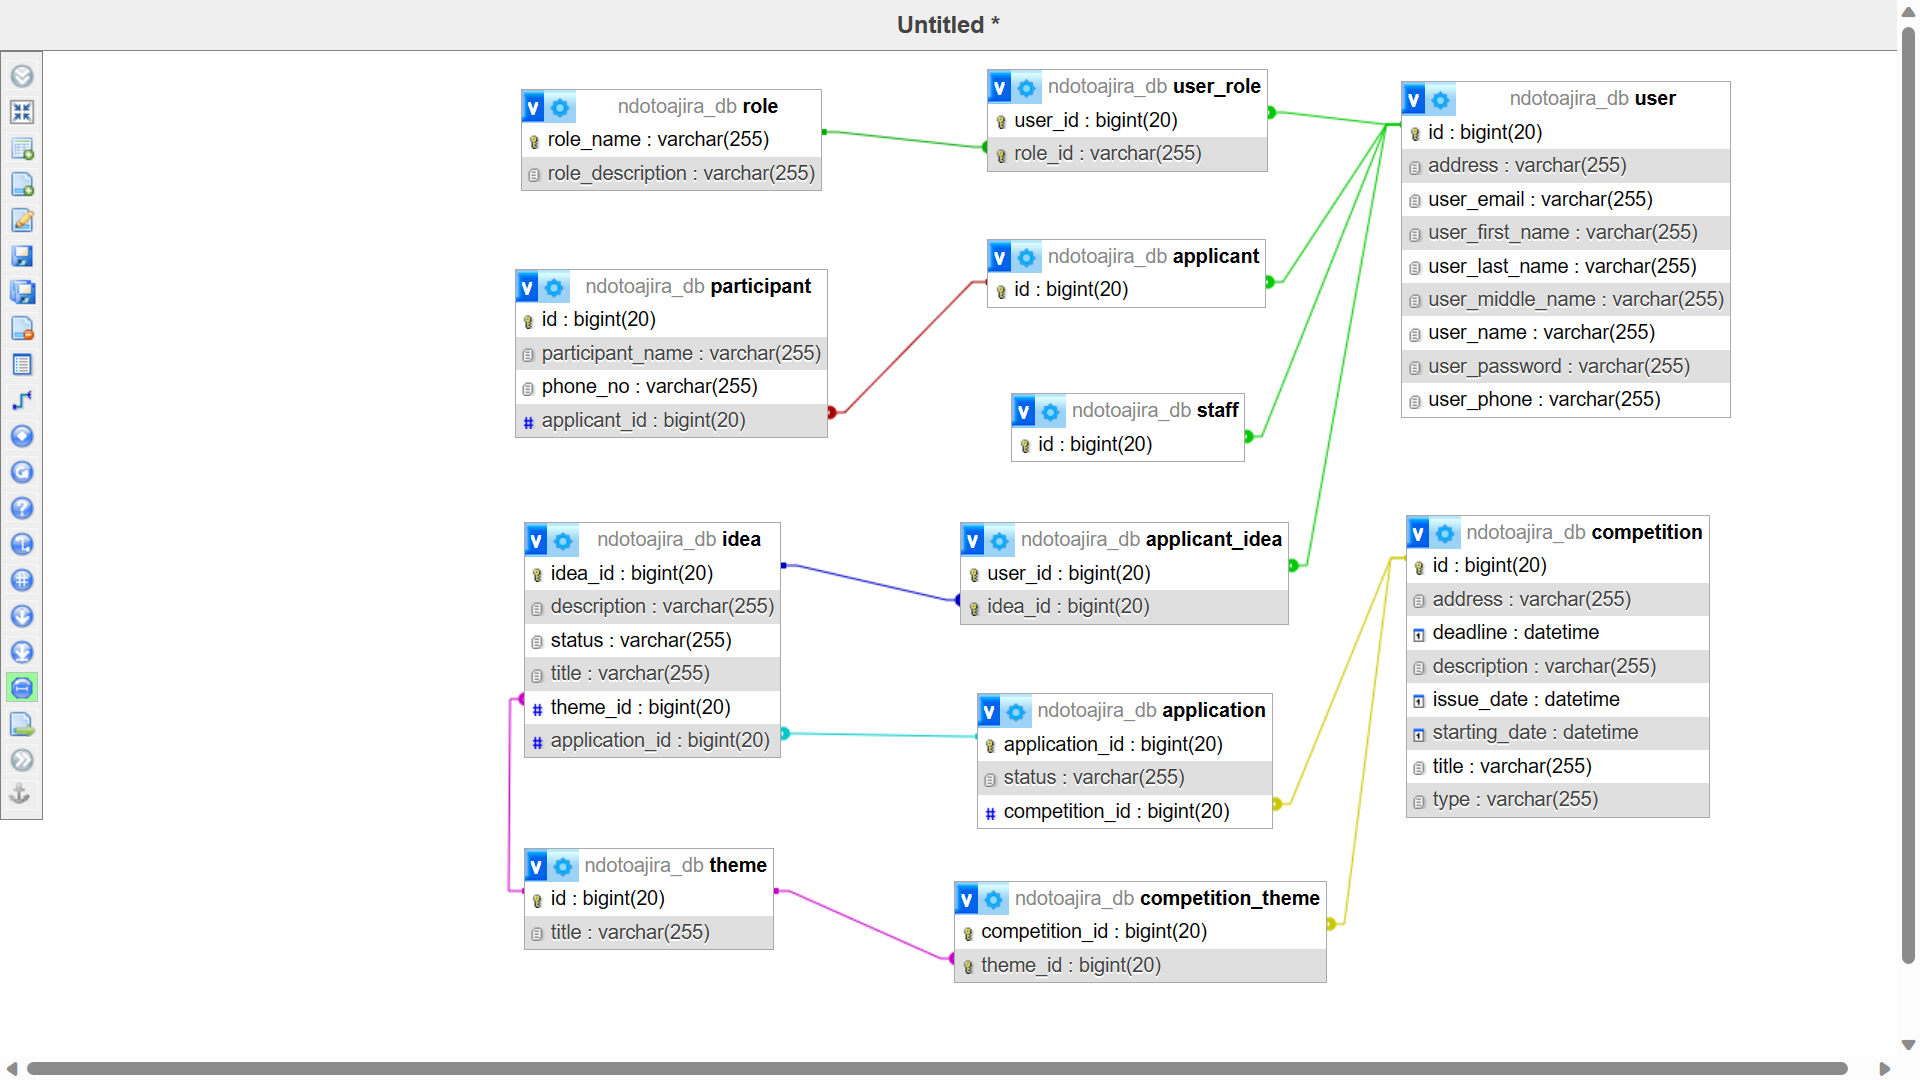 Untitled *
V ndotoajira_db role
role_name : varchar(255)
role_description : varchar(255)
V ndotoajira_db user_role
user_id : bigint(20)
role_id : varchar(255)
V ndotoajira_db user
id : bigint(20)
address : varchar(255)
user_email : varchar(255)
user_first_name : varchar(255)
user_last_name : varchar(255)
user_middle_name : varchar(255)
user_name : varchar(255)
user_password : varchar(255)
user_phone : varchar(255)
V ndotoajira_db participant
id : bigint(20)
participant_name : varchar(255)
phone_no : varchar(255)
# applicant_id : bigint(20)
V ndotoajira_db applicant
id : bigint(20)
V ndotoajira_db staff
id : bigint(20)
V ndotoajira_db idea
idea_id : bigint(20)
description : varchar(255)
status : varchar(255)
title : varchar(255)
# theme_id : bigint(20)
# application_id : bigint(20)
V ndotoajira_db applicant_idea
user_id : bigint(20)
idea_id : bigint(20)
V ndotoajira_db competition
id : bigint(20)
address : varchar(255)
deadline : datetime
description : varchar(255)
issue_date : datetime
starting_date : datetime
title : varchar(255)
type : varchar(255)
V ndotoajira_db application
application_id : bigint(20)
status : varchar(255)
# competition_id : bigint(20)
V ndotoajira_db theme
id : bigint(20)
title : varchar(255)
V ndotoajira_db competition_theme
competition_id : bigint(20)
theme_id : bigint(20)